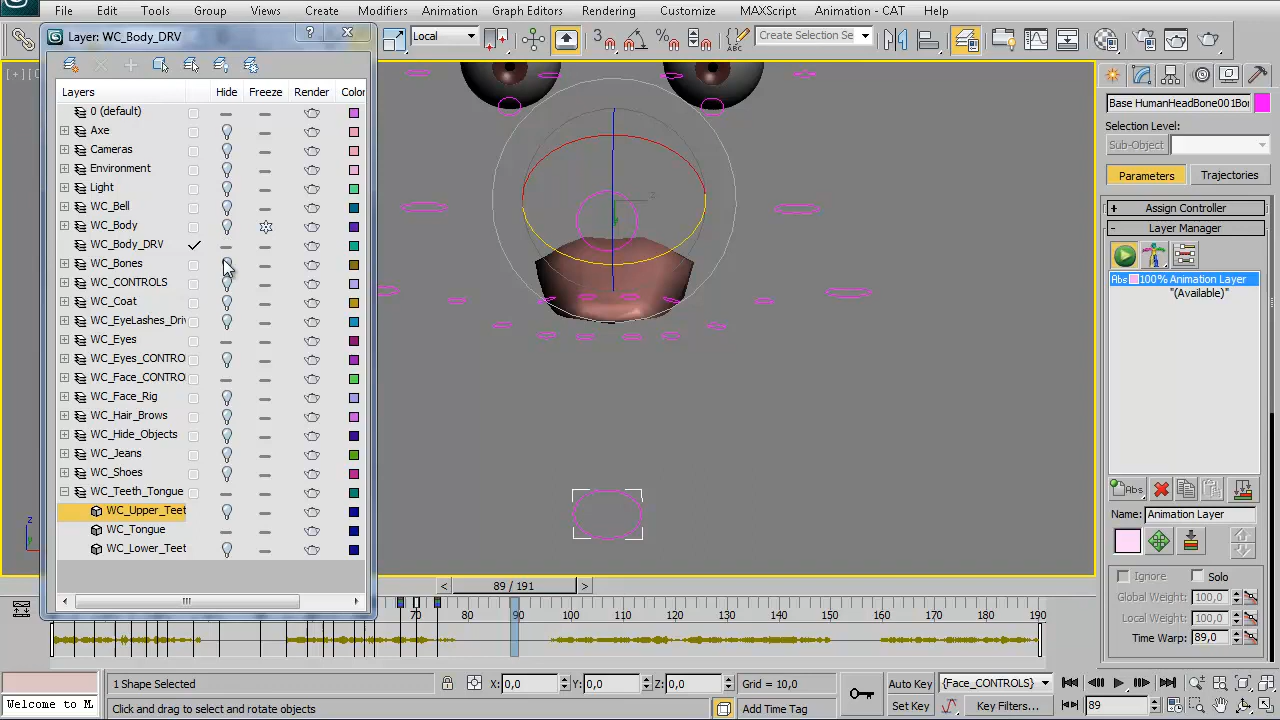 File Edit Tools Group Views Create Modifiers Animation Graph Editors Rendering Customize MAXScript Animation - CAT Help
Layer: WC_Body_DRV ?
Local 3 % ABC Create Selection Se
Layers Hide Freeze Render Color
0 (default)
Axe
Cameras
Environment
Light
WC_Bell
WC_Body
WC_Body_DRV
WC_Bones
WC_CONTROLS
WC_Core
WC_EyeLashes_Driv
WC_Eyes
WC_Eyes_CONTRO
WC_Face_CONTRO
WC_Face_Rig
WC_Hair_Brows
WC_Hide_Objects
WC_Jeans
WC_Shoes
WC_Teeth_Tongue
WC_Upper_Teet
WC_Tongue
WC_Lower_Teet
[+]
z
Base HumanHeadBone001Bo
Selection Level:
Sub-Object
Parameters Trajectories
+ Assign Controller
- Layer Manager
Abs 100% Animation Layer
"(Available)"
Abs
Name: Animation Layer
Ignore Solo
Global Weight: 100,0
Local Weight: 100,0
Time Warp: 89,0
< 89 / 191 >
70 80 90 100 110 120 130 140 150 160 170 180 190
1 Shape Selected X: 0,0 Y: 0,0 Z: 0,0 Grid = 10,0 Auto Key {Face_CONTROLS}
Welcome to M Click and drag to select and rotate objects Add Time Tag Set Key Key Filters... 89